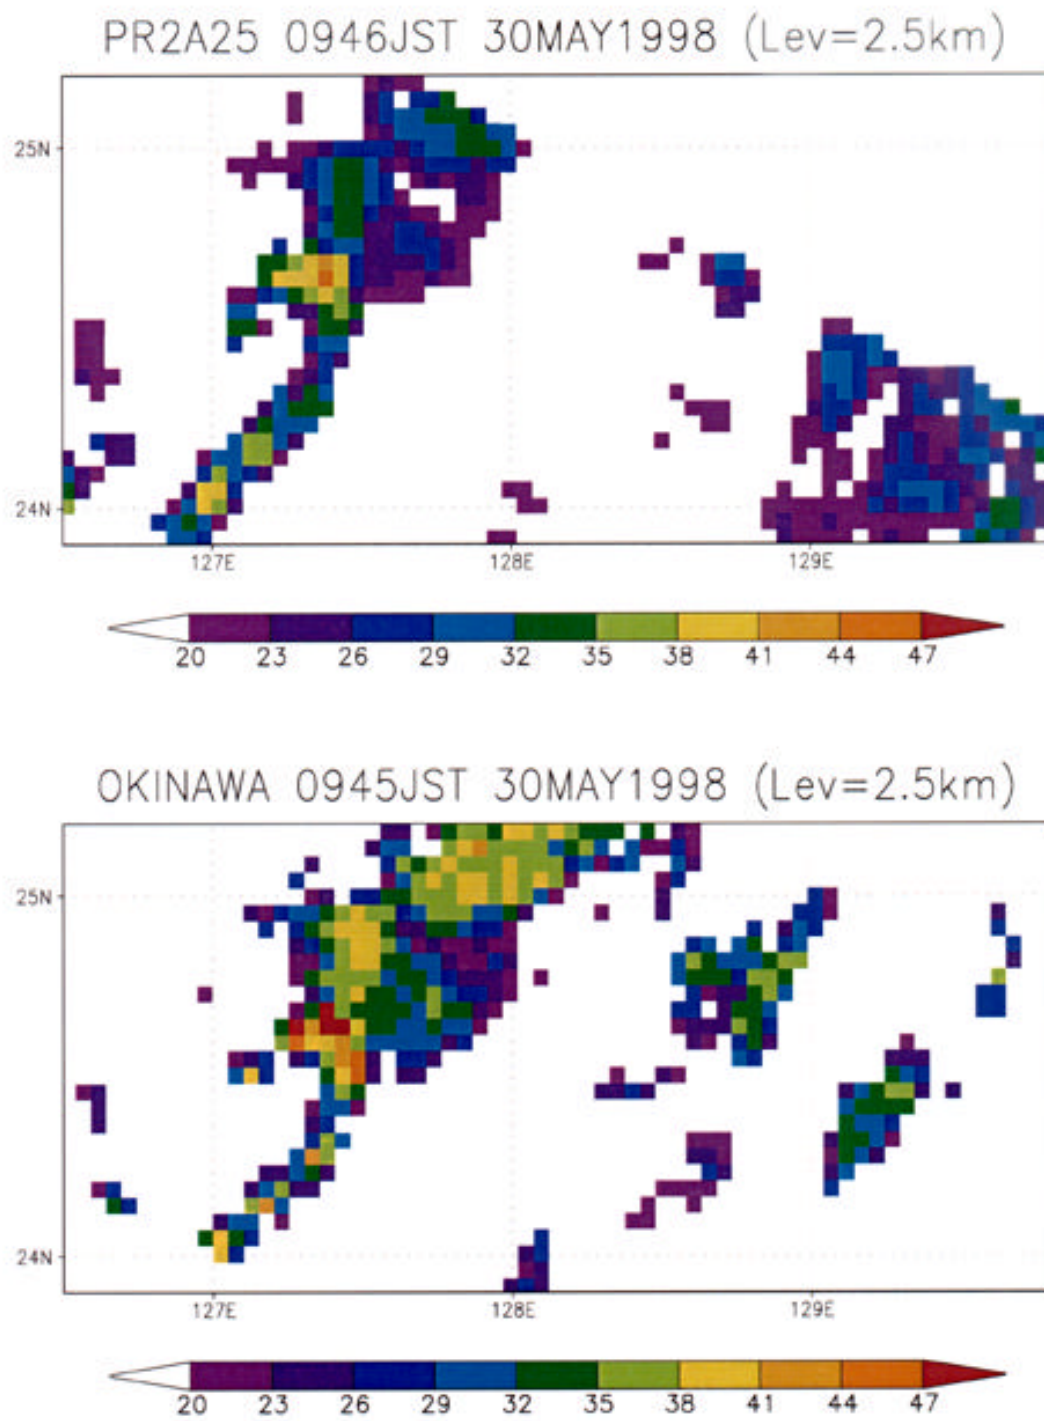 PR2A25 0946JST 30MAY1998 (Lev=2.5km)
25N
24N
127E 128E 129E
20 23 26 29 32 35 38 41 44 47
OKINAWA 0945JST 30MAY1998 (Lev=2.5km)
25N
24N
127E 128E 129E
20 23 26 29 32 35 38 41 44 47